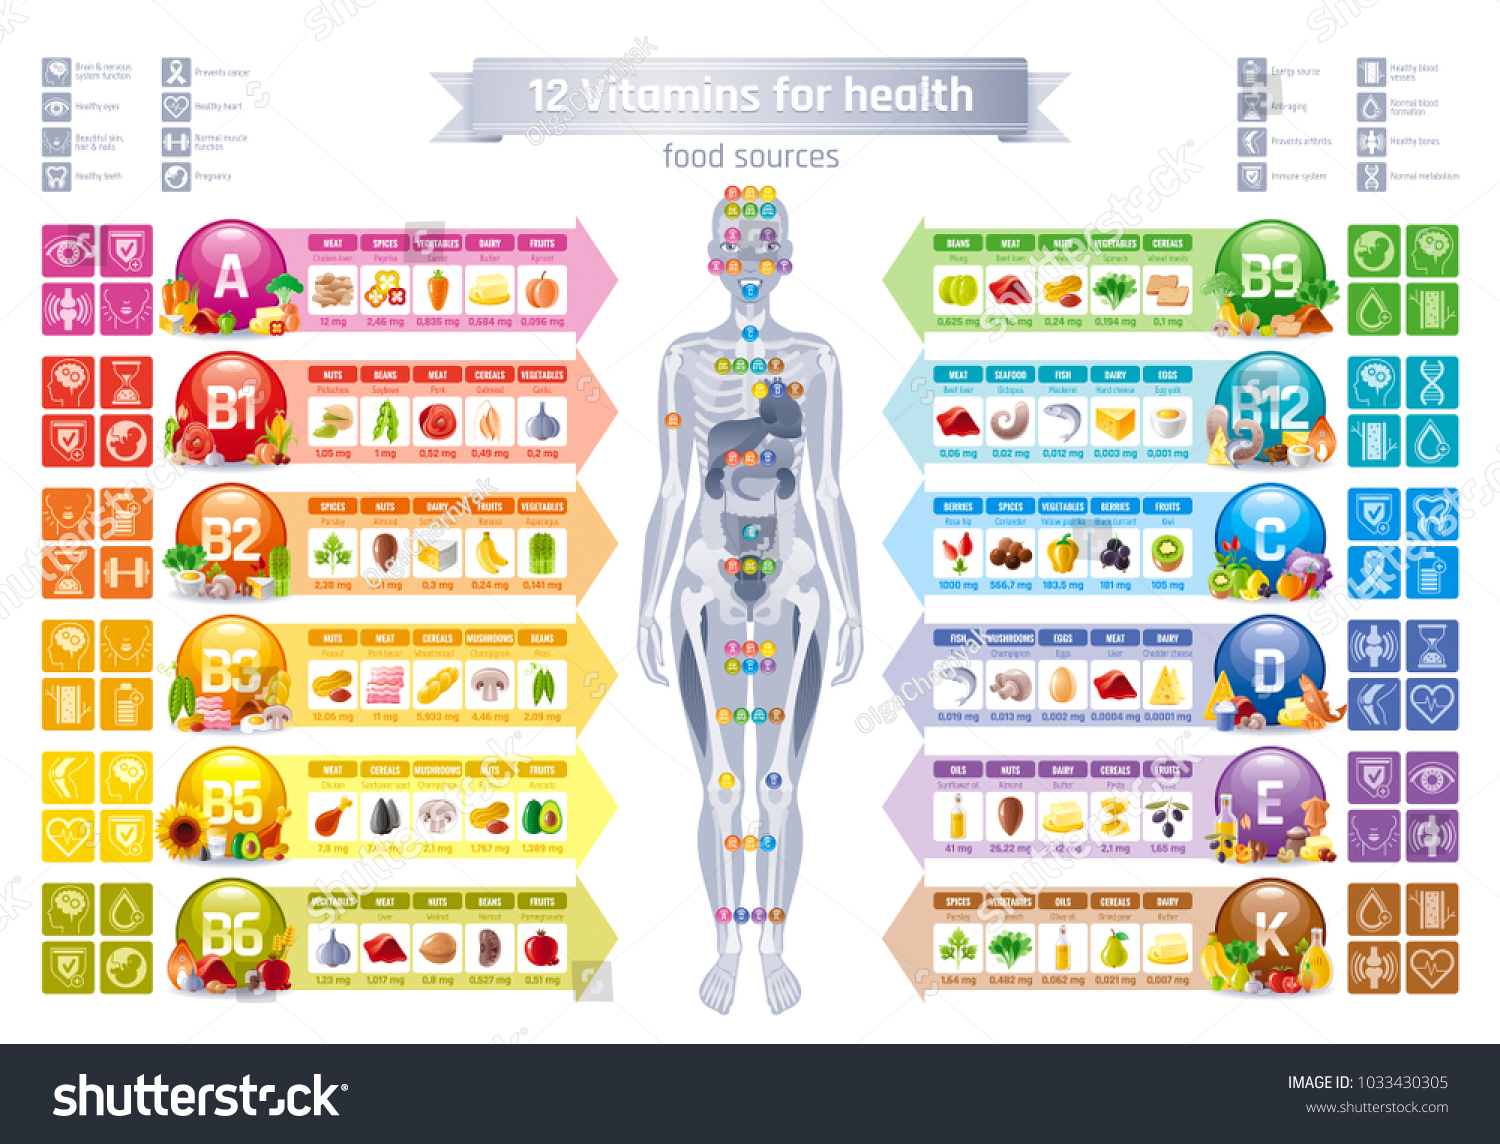 12 Vitamins for health
food sources
Brain & nervous
system function
Healthy eyes
Beautiful skin,
hair & nails
Healthy teeth
Prevents cancer
Healthy heart
Normal muscle
function
Pregnancy
Energy source
Anti-aging
Prevents arthritis
Immune system
Healthy blood
vessels
Normal blood
formation
Healthy bones
Normal metabolism
A
MEAT SPICES VEGETABLES DAIRY FRUITS
Chicken liver Paprika Carrot Butter Apricot
12 mg 2,46 mg 0,835 mg 0,684 mg 0,096 mg
B1
NUTS BEANS MEAT CEREALS VEGETABLES
Pistachios Soybean Pork Oatmeal Garlic
1,05 mg 1 mg 0,52 mg 0,49 mg 0,2 mg
B2
SPICES NUTS DAIRY FRUITS VEGETABLES
Parsley Almond Banana Asparagus
2,38 mg 0,3 mg 0,24 mg 0,141 mg
B3
NUTS MEAT CEREALS MUSHROOMS BEANS
Peanut Pork bacon Wheat bread Champignon Peas
12,06 mg 11 mg 5,933 mg 4,46 mg 2,09 mg
B5
MEAT CEREALS MUSHROOMS NUTS FRUITS
Chicken Sunflower seed Champignon Avocado
7,8 mg 2,1 mg 1,767 mg 1,389 mg
B6
VEGETABLES MEAT NUTS BEANS FRUITS
Liver Walnut Haricot Pomegranate
1,23 mg 1,017 mg 0,8 mg 0,527 mg 0,51 mg
B9
BEANS MEAT NUTS VEGETABLES CEREALS
Mung Beef liver Spinach Wheat toasts
0,625 mg 0,24 mg 0,194 mg 0,1 mg
B12
MEAT SEAFOOD FISH DAIRY EGGS
Beef liver Octopus Mackerel Hard cheese Egg yolk
0,06 mg 0,02 mg 0,012 mg 0,003 mg 0,001 mg
C
BERRIES SPICES VEGETABLES BERRIES FRUITS
Rose hip Coriander Yellow paprika Black currant Kiwi
1000 mg 566,7 mg 183,5 mg 181 mg 105 mg
D
FISH MUSHROOMS EGGS MEAT DAIRY
Champignon Eggs Liver Chedder cheese
0,019 mg 0,013 mg 0,002 mg 0,0004 mg 0,0001 mg
E
OILS NUTS DAIRY CEREALS FRUITS
Sunflower oil Almond Butter Pasta Olive
41 mg 26,22 mg 2,1 mg 1,65 mg
K
SPICES VEGETABLES OILS CEREALS DAIRY
Parsley Spinach Olive oil Dried pear Butter
1,64 mg 0,482 mg 0,062 mg 0,021 mg 0,007 mg
shutterstock
OlgaChernyak
shutterstock
IMAGE ID: 1033430305
www.shutterstock.com